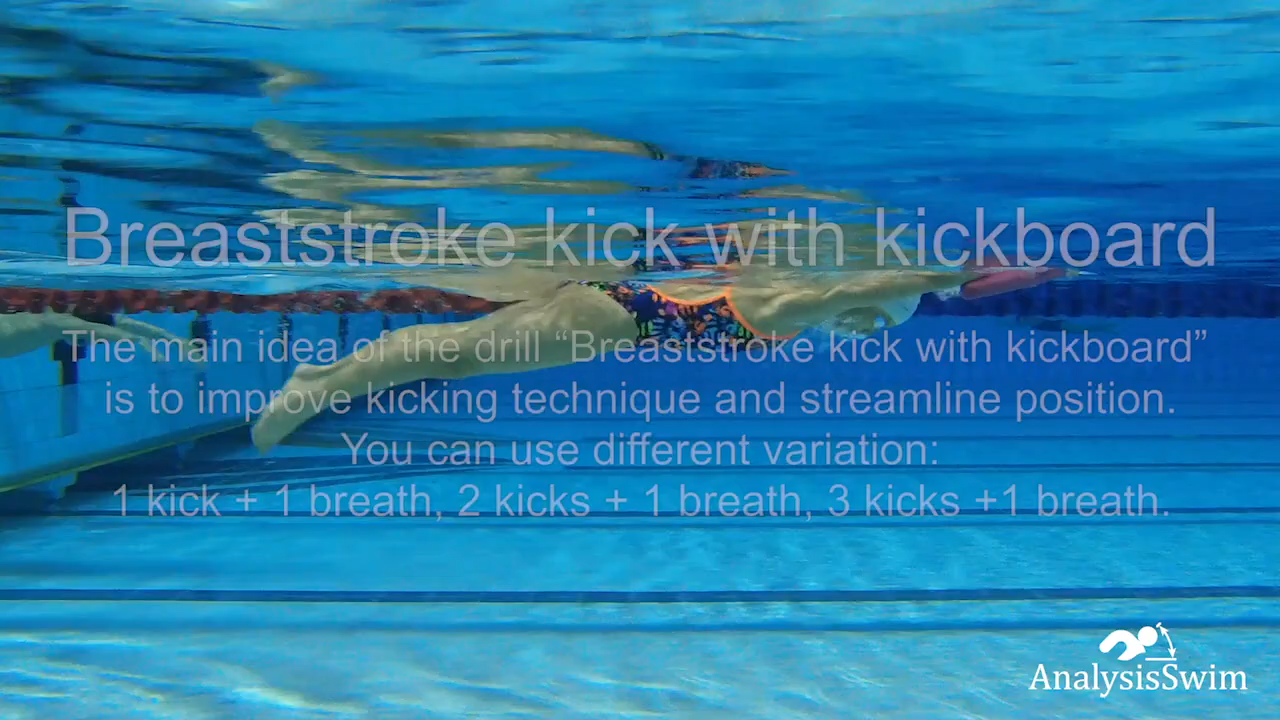 Breaststroke kick with kickboard
The main idea of the drill “Breaststroke kick with kickboard”
is to improve kicking technique and streamline position.
You can use different variation:
1 kick + 1 breath, 2 kicks + 1 breath, 3 kicks +1 breath.
AnalysisSwim